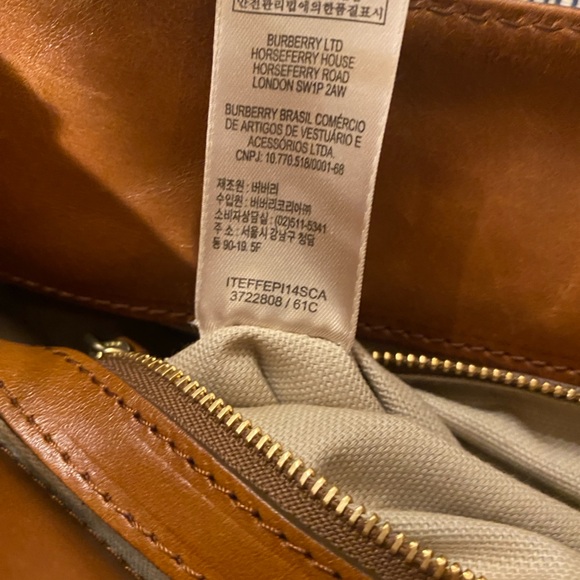 안전관리법에의한품질표시
BURBERRY LTD
HORSEFERRY HOUSE
HORSEFERRY ROAD
LONDON SW1P 2AW
BURBERRY BRASIL COMÉRCIO
DE ARTIGOS DE VESTUÁRIO E
ACESSÓRIOS LTDA.
CNPJ: 10.770.518/0001-68
제조원 : 버버리
수입원 : 버버리코리아㈜
소비자상담실 : (02)511-5341
주 소 : 서울시 강남구 청담
동 90-19. 5F
ITEFFEPI14SCA
3722808 / 61C